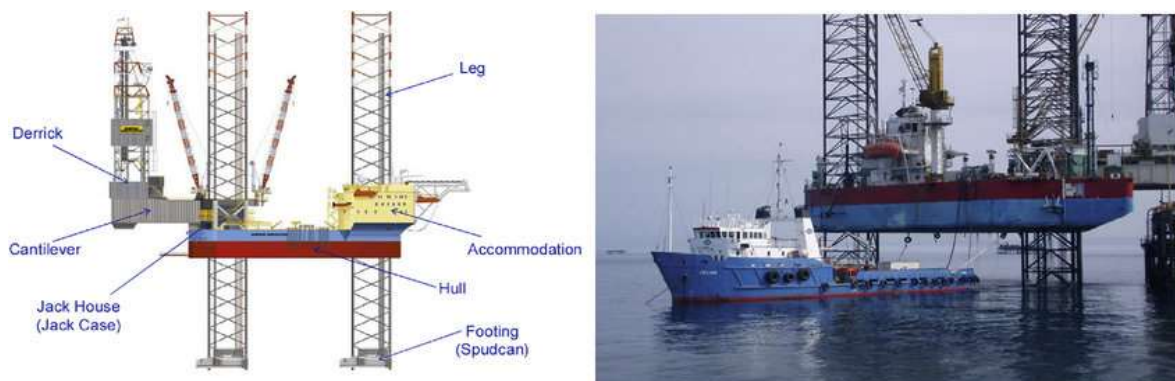 Leg
Derrick
Cantilever
Accommodation
Hull
Jack House
(Jack Case)
Footing
(Spudcan)